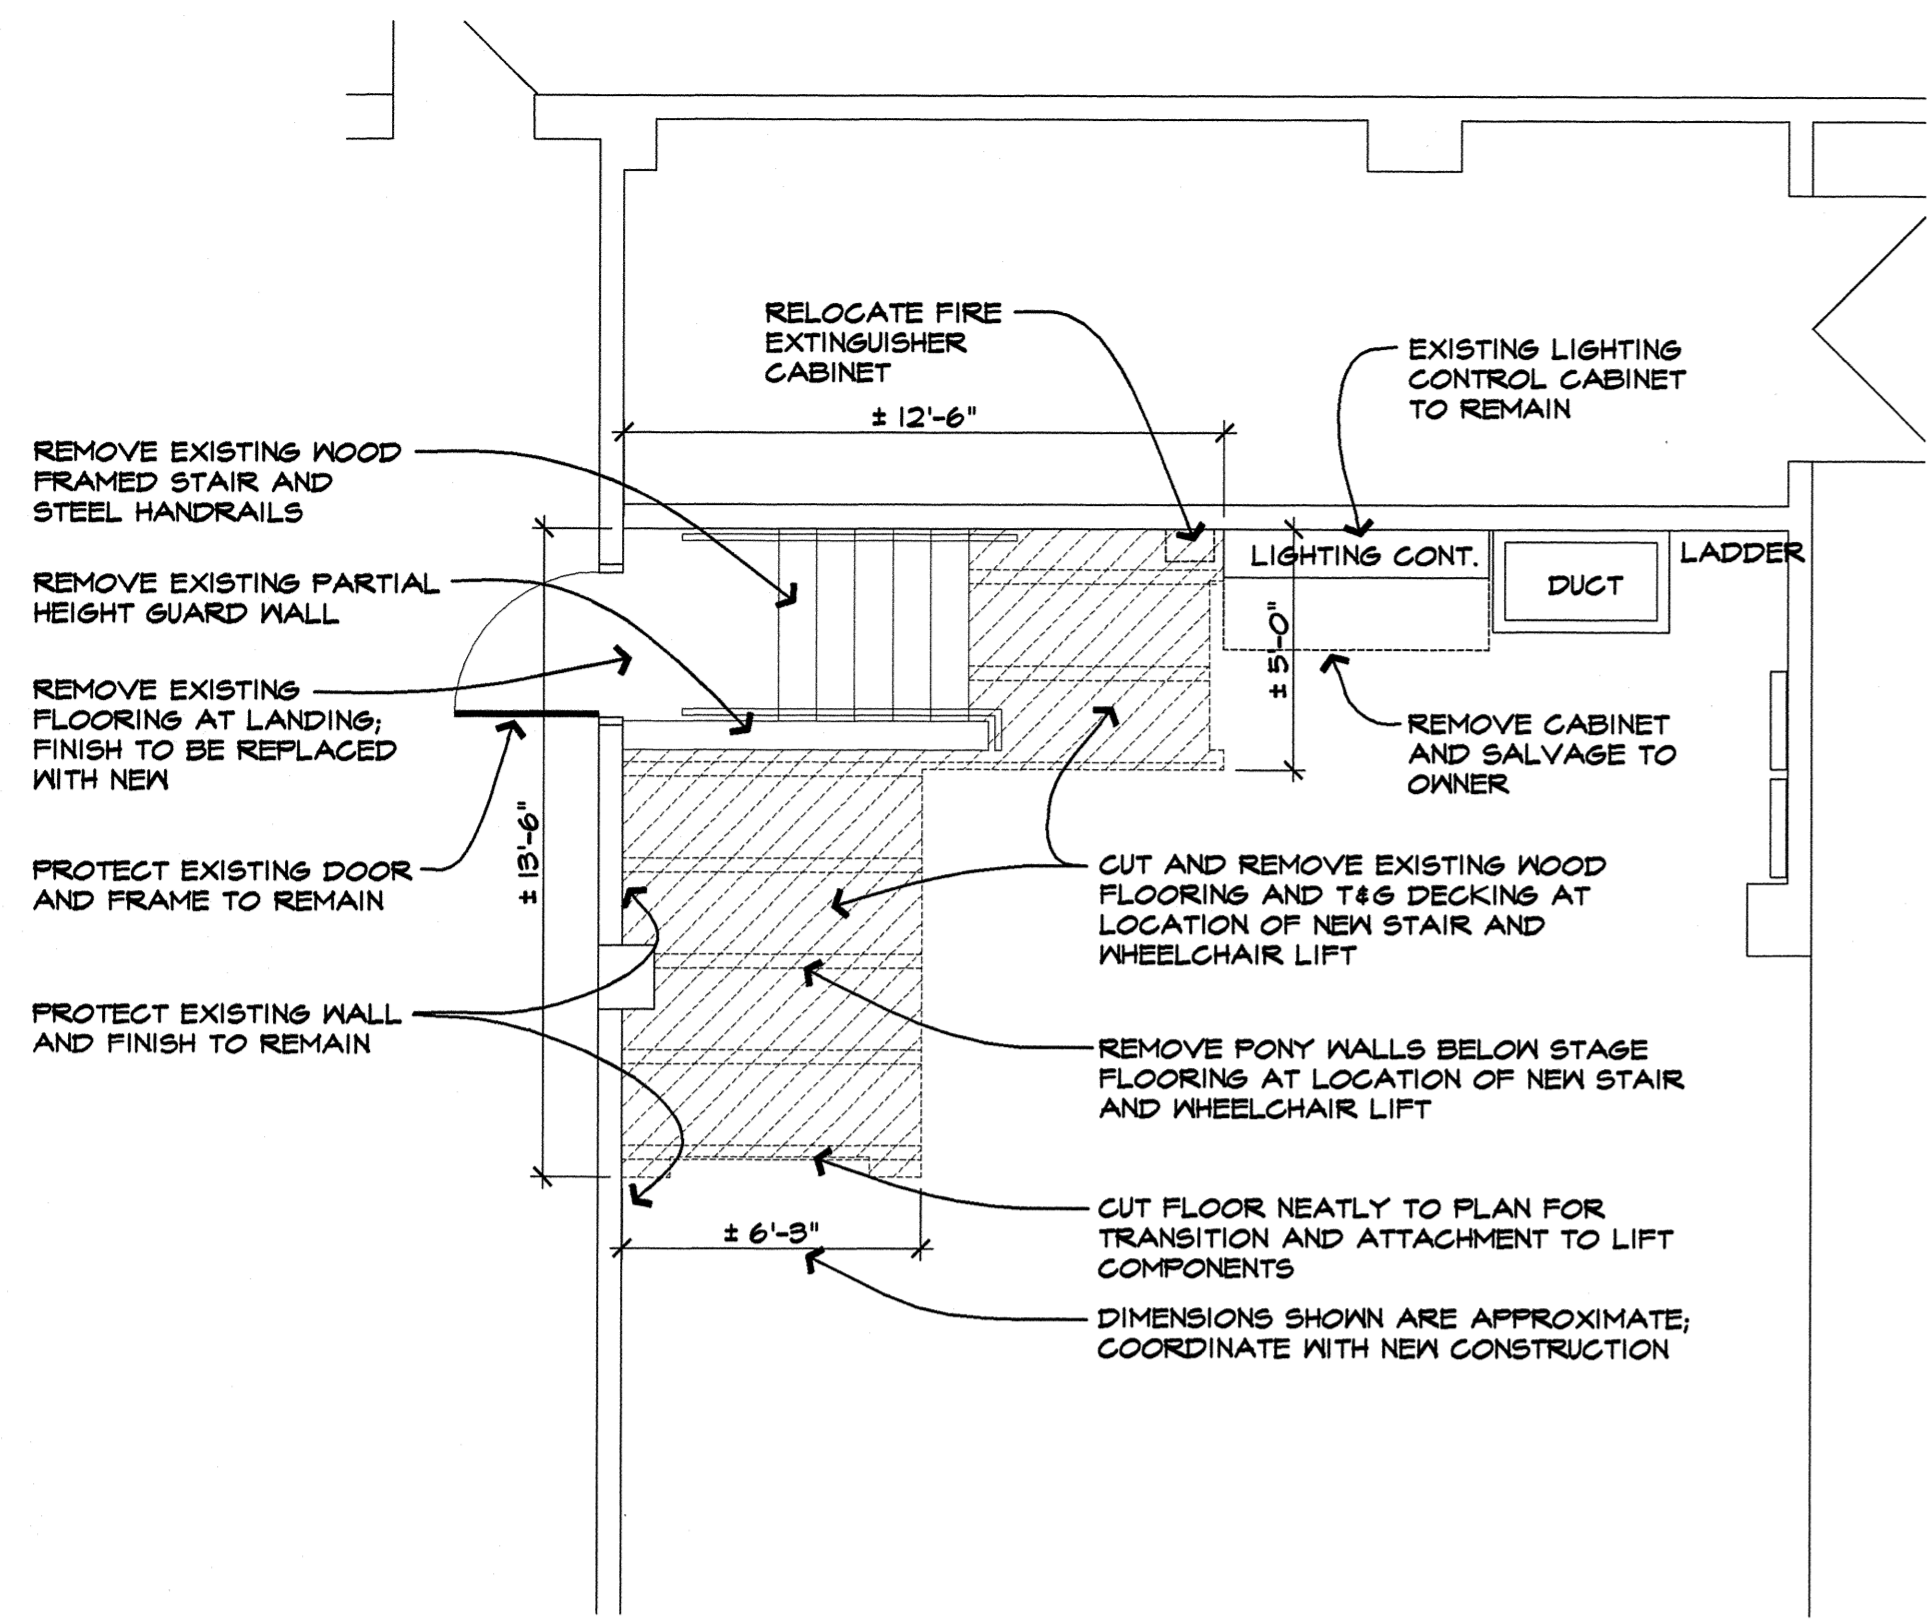 RELOCATE FIRE
EXTINGUISHER
CABINET
EXISTING LIGHTING
CONTROL CABINET
TO REMAIN
± 12'-6"
REMOVE EXISTING WOOD
FRAMED STAIR AND
STEEL HANDRAILS
LIGHTING CONT.
DUCT
LADDER
REMOVE EXISTING PARTIAL
HEIGHT GUARD WALL
± 5'-0"
REMOVE EXISTING
FLOORING AT LANDING;
FINISH TO BE REPLACED
WITH NEW
REMOVE CABINET
AND SALVAGE TO
OWNER
± 13'-6"
PROTECT EXISTING DOOR
AND FRAME TO REMAIN
CUT AND REMOVE EXISTING WOOD
FLOORING AND T&G DECKING AT
LOCATION OF NEW STAIR AND
WHEELCHAIR LIFT
PROTECT EXISTING WALL
AND FINISH TO REMAIN
REMOVE PONY WALLS BELOW STAGE
FLOORING AT LOCATION OF NEW STAIR
AND WHEELCHAIR LIFT
CUT FLOOR NEATLY TO PLAN FOR
TRANSITION AND ATTACHMENT TO LIFT
COMPONENTS
± 6'-3"
DIMENSIONS SHOWN ARE APPROXIMATE;
COORDINATE WITH NEW CONSTRUCTION